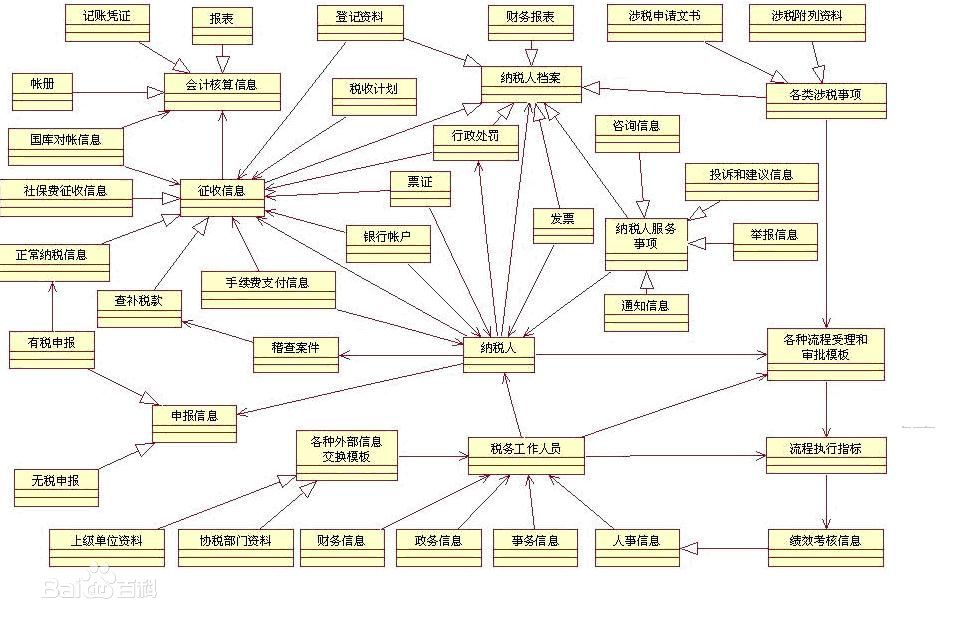 记账凭证
报表
登记资料
财务报表
涉税申请文书
涉税附列资料
帐册
会计核算信息
税收计划
纳税人档案
各类涉税事项
国库对帐信息
行政处罚
咨询信息
社保费征收信息
征收信息
票证
投诉和建议信息
发票
纳税人服务
事项
举报信息
正常纳税信息
银行帐户
手续费支付信息
查补税款
通知信息
有税申报
稽查案件
纳税人
各种流程受理和
审批模板
申报信息
各种外部信息
交换模板
税务工作人员
流程执行指标
无税申报
上级单位资料
协税部门资料
财务信息
政务信息
事务信息
人事信息
绩效考核信息
Bai 百科